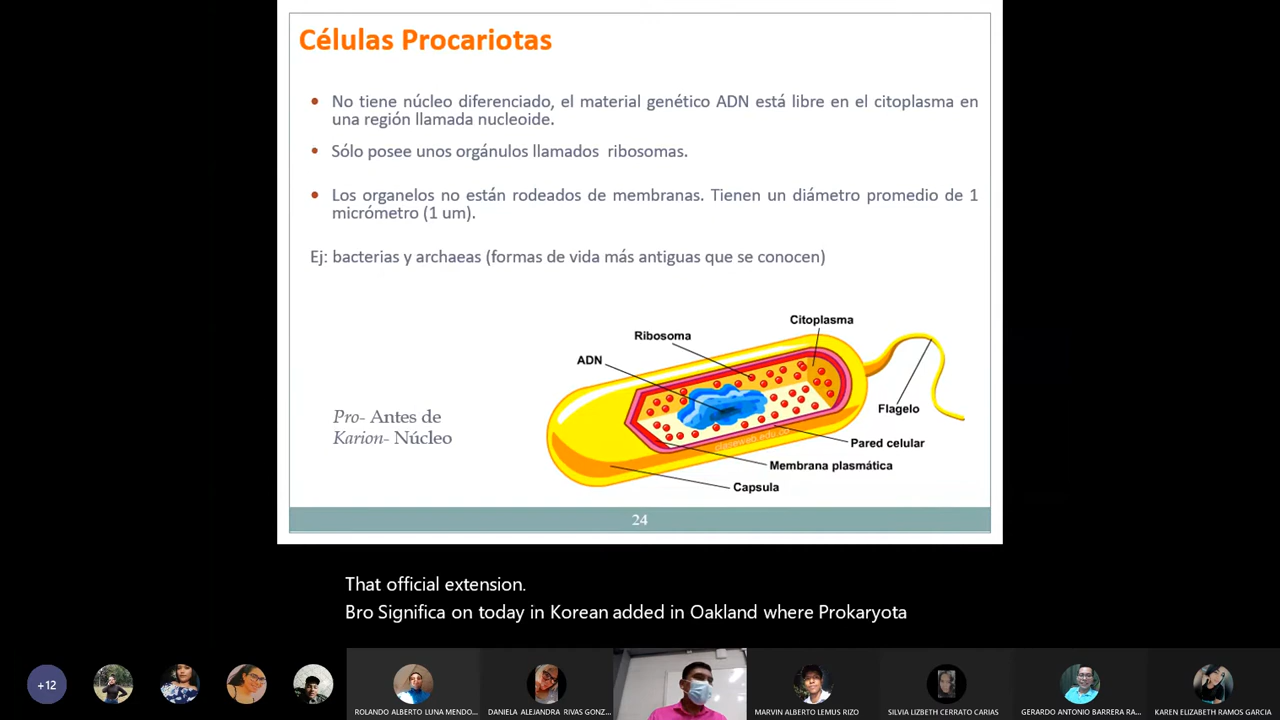 Células Procariotas
No tiene núcleo diferenciado, el material genético ADN está libre en el citoplasma en
una región llamada nucleoide.
Sólo posee unos orgánulos llamados ribosomas.
Los organelos no están rodeados de membranas. Tienen un diámetro promedio de 1
micrómetro (1 um).
Ej: bacterias y archaeas (formas de vida más antiguas que se conocen)
Citoplasma
Ribosoma
ADN
Flagelo
Pro- Antes de
Karion- Núcleo
Pared celular
Membrana plasmática
Capsula
24
That official extension.
Bro Significa on today in Korean added in Oakland where Prokaryota
+12
ROLANDO ALBERTO LUNA MENDO...
DANIELA ALEJANDRA RIVAS GONZ...
MARVIN ALBERTO LEMUS RIZO
SILVIA LIZBETH CERRATO CARIAS
GERARDO ANTONIO BARRERA RA...
KAREN ELIZABETH RAMOS GARCIA